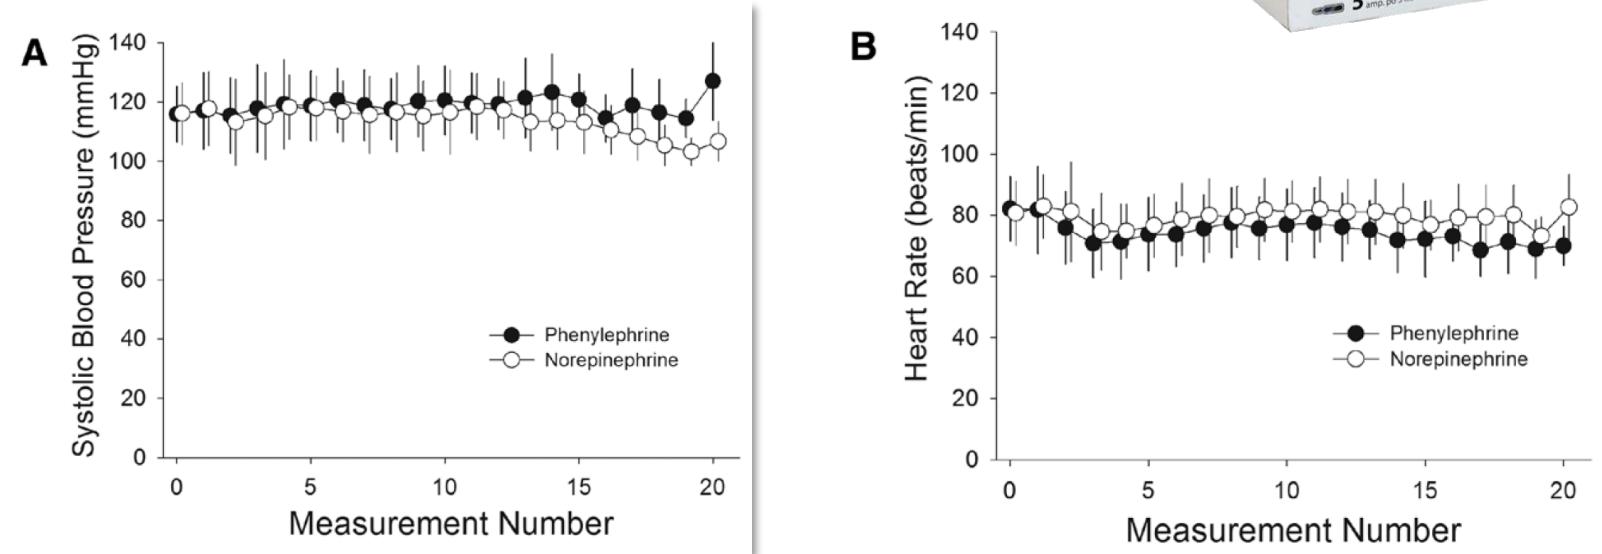 5 amp. po
A
Systolic Blood Pressure (mmHg)
140
120
100
80
60
40
20
0
Phenylephrine
Norepinephrine
0 5 10 15 20
Measurement Number
B
Heart Rate (beats/min)
140
120
100
80
60
40
20
0
Phenylephrine
Norepinephrine
0 5 10 15 20
Measurement Number